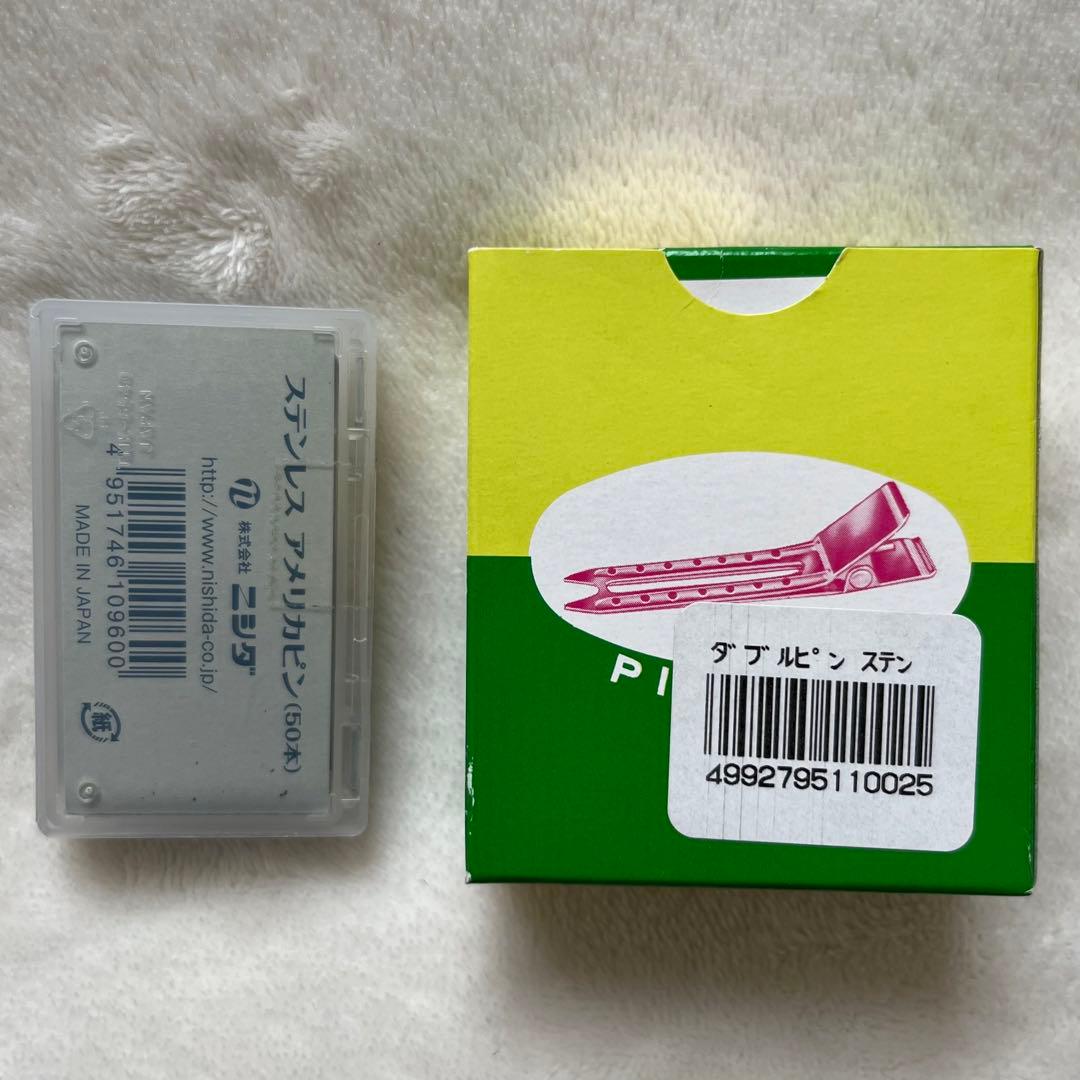 ステンレス アメリカピン(50本)
株式会社 ニシダ
http://www.nishida-co.jp/
4 951746 109600
MADE IN JAPAN
紙
PI
ダブルピン ステン
4992795110025